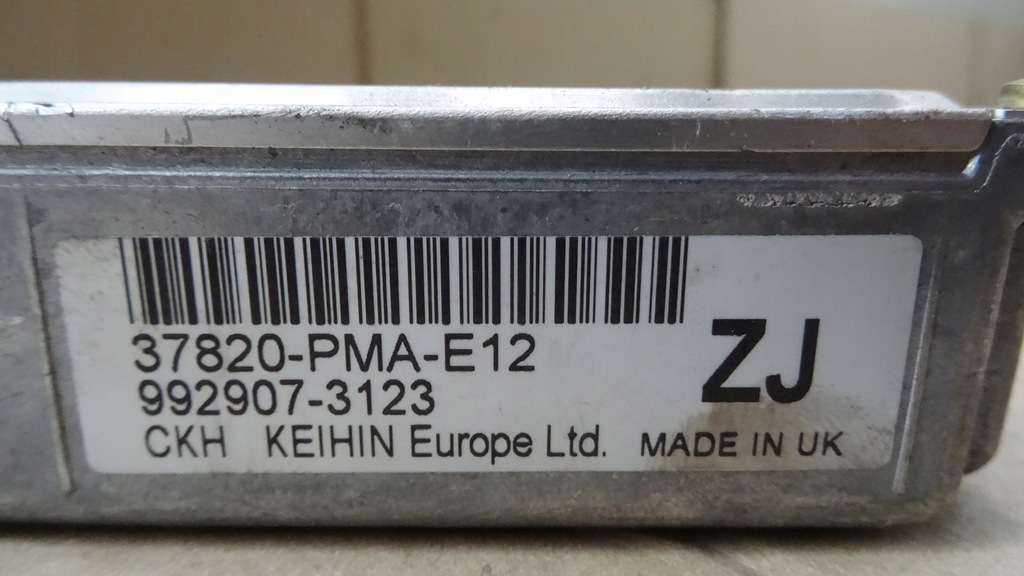 37820-PMA-E12
992907-3123
CKH KEIHIN Europe Ltd. MADE IN UK
ZJ